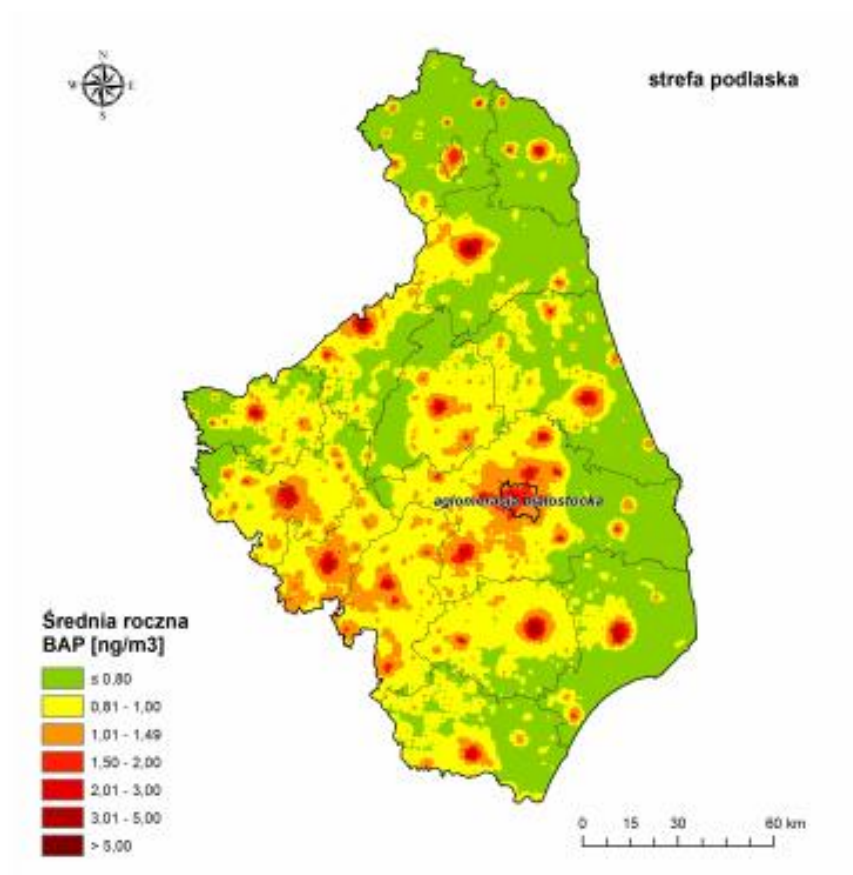 N
W E
S
strefa podlaska
aglomeracja białostocka
Średnia roczna
BAP [ng/m3]
≤ 0,80
0,81 - 1,00
1,01 - 1,49
1,50 - 2,00
2,01 - 3,00
3,01 - 5,00
> 5,00
0 15 30 60 km